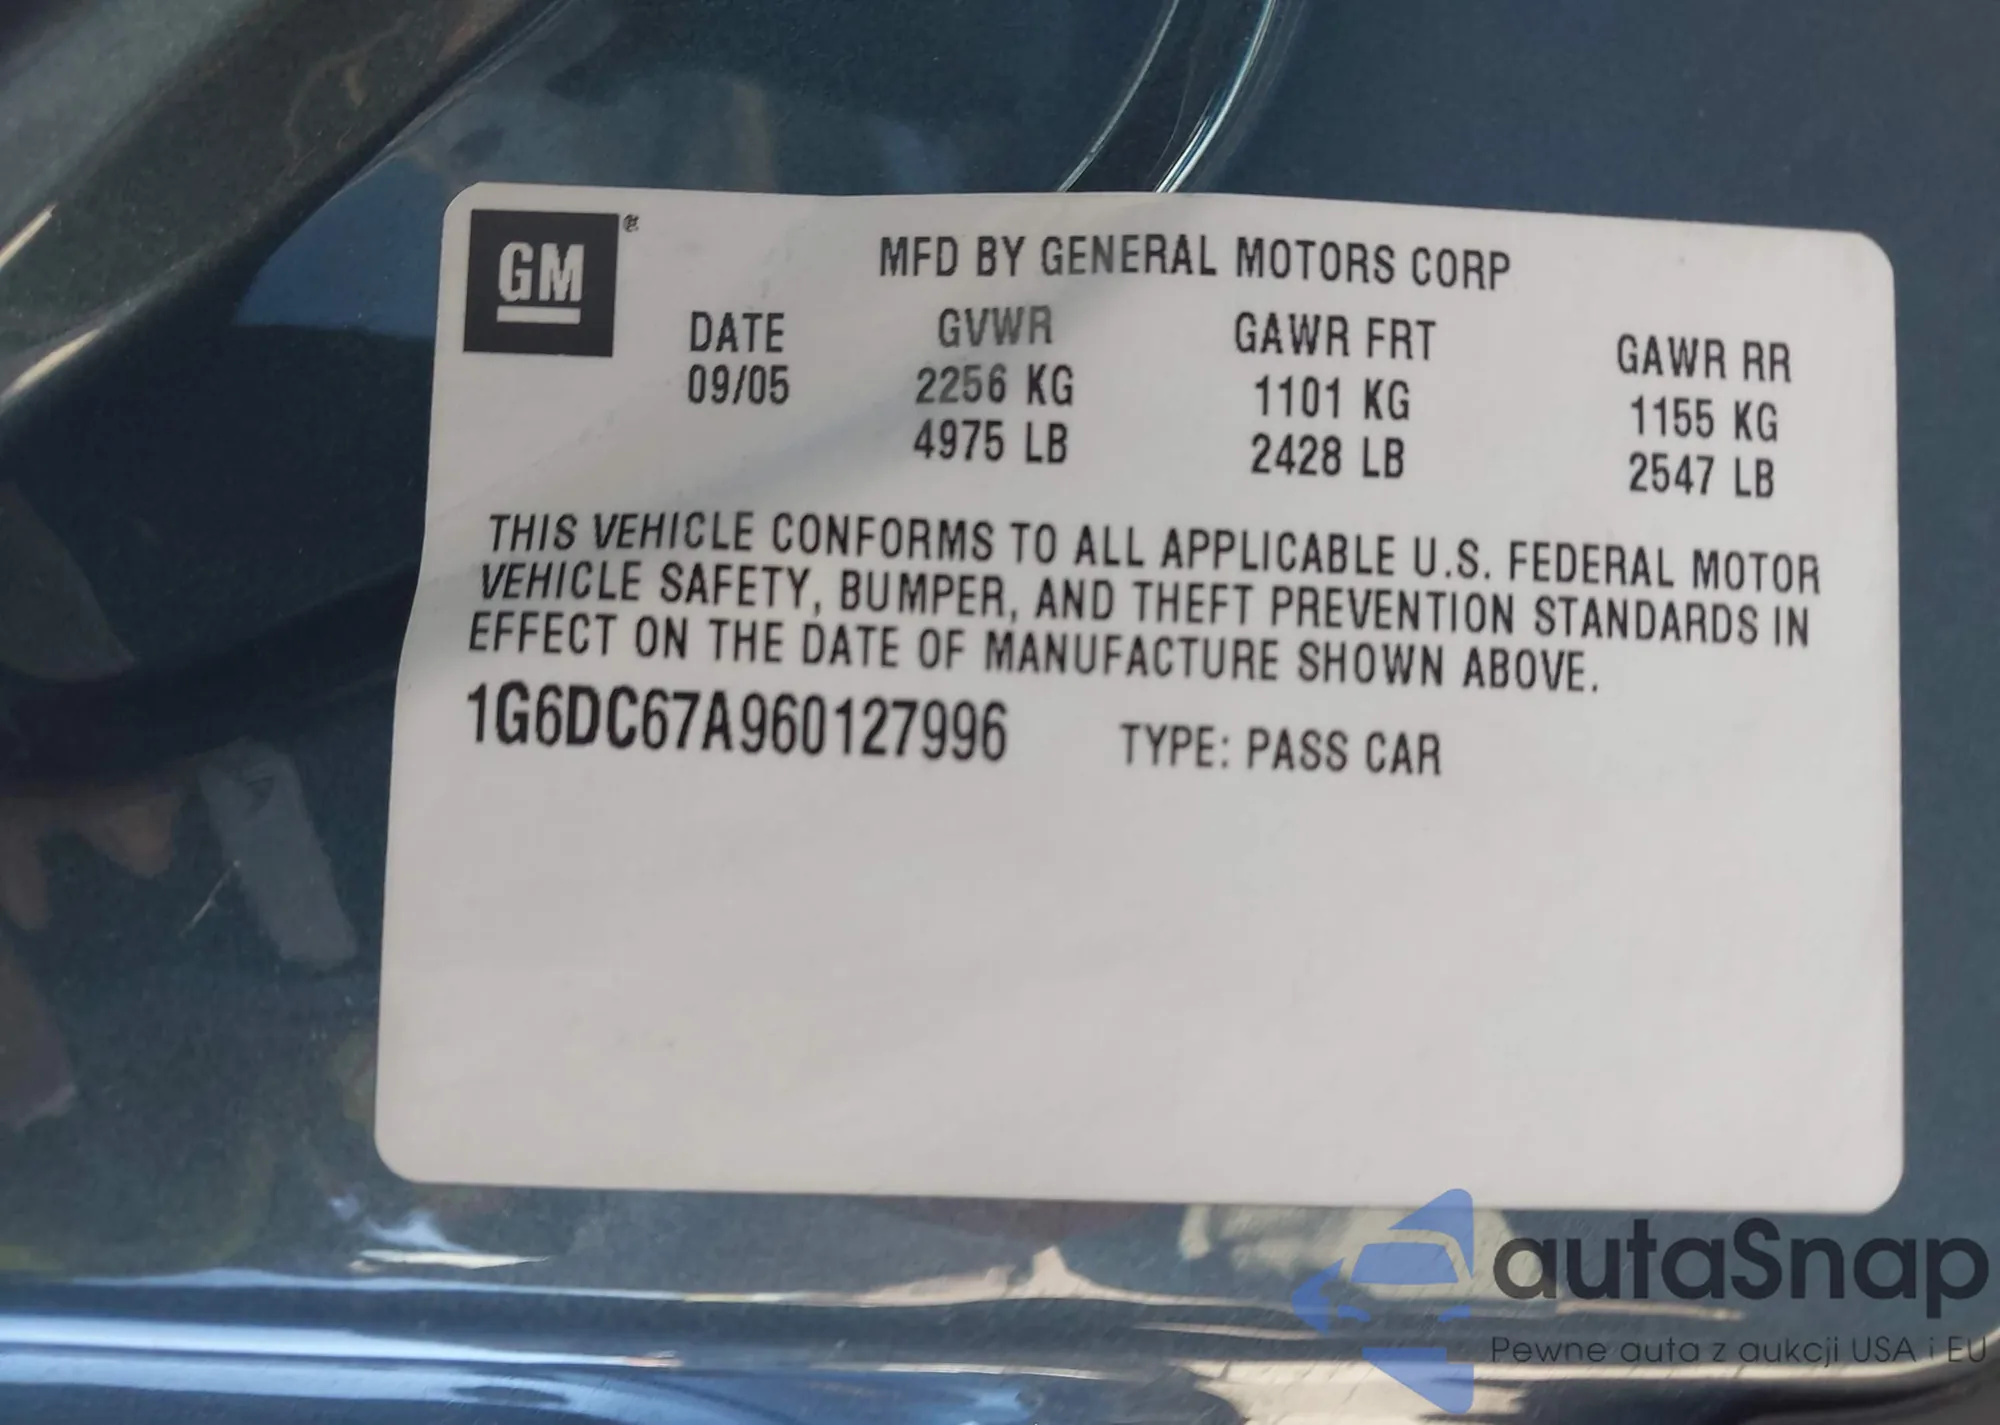 GM®
MFD BY GENERAL MOTORS CORP
DATE GVWR GAWR FRT GAWR RR
09/05 2256 KG 1101 KG 1155 KG
4975 LB 2428 LB 2547 LB
THIS VEHICLE CONFORMS TO ALL APPLICABLE U.S. FEDERAL MOTOR
VEHICLE SAFETY, BUMPER, AND THEFT PREVENTION STANDARDS IN
EFFECT ON THE DATE OF MANUFACTURE SHOWN ABOVE.
1G6DC67A960127996 TYPE: PASS CAR
autaSnap
Pewne auta z aukcji USA i EU